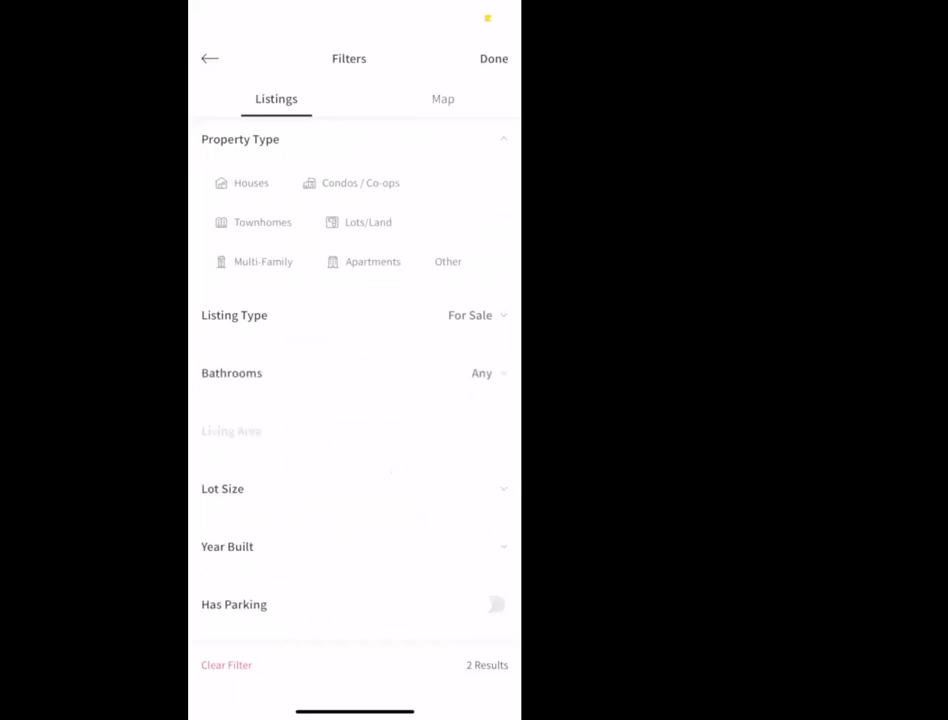 Filters Done
Listings Map
Property Type
Houses Condos / Co-ops
Townhomes Lots/Land
Multi-Family Apartments Other
Listing Type For Sale
Bathrooms Any
Living Area
Lot Size
Year Built
Has Parking
Clear Filter 2 Results